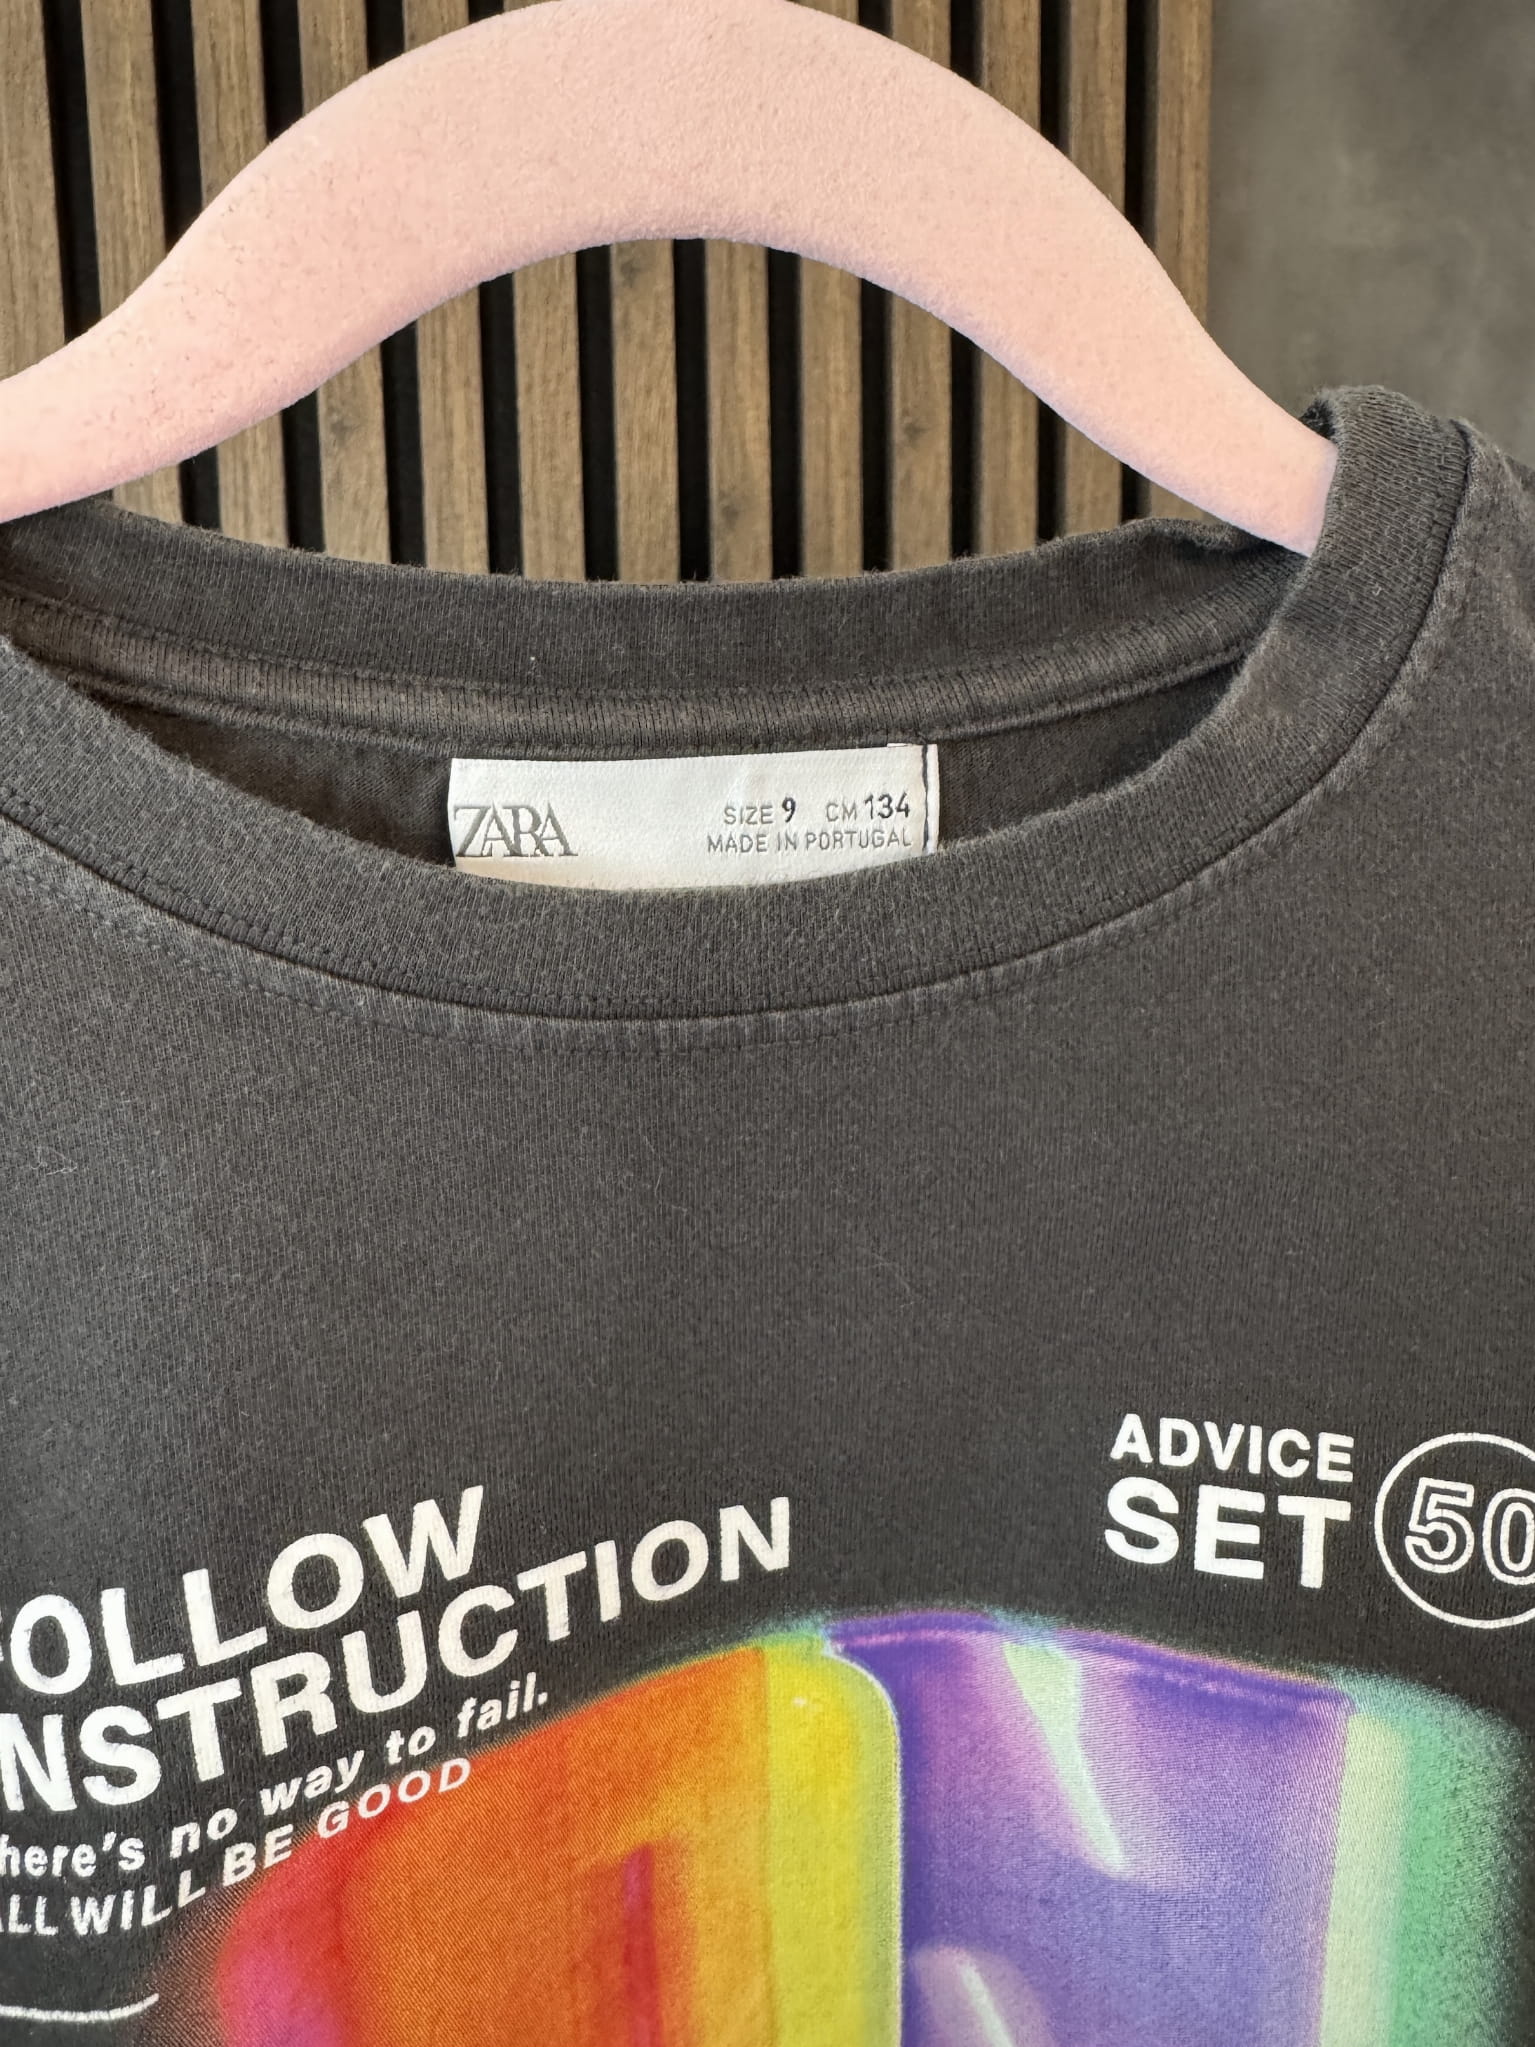 ZARA
SIZE 9 CM 134
MADE IN PORTUGAL
ADVICE
SET 50
OLLOW
NSTRUCTION
here's no way to fail.
ALL WILL BE GOOD